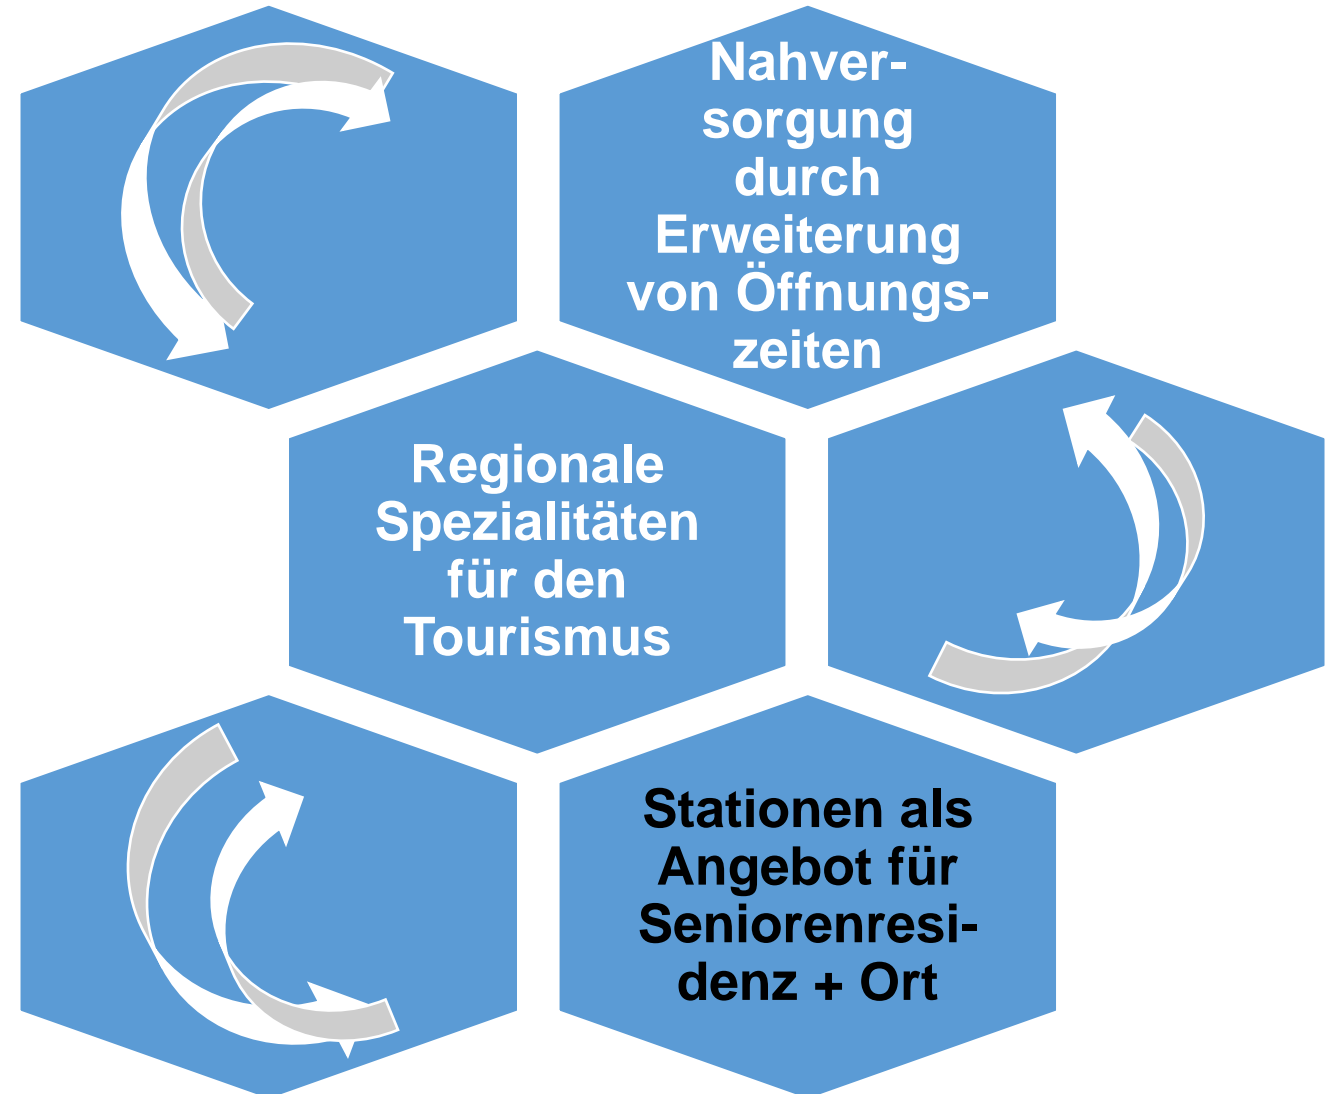 Nahver-
sorgung
durch
Erweiterung
von Öffnungs-
zeiten
Regionale
Spezialitäten
für den
Tourismus
Stationen als
Angebot für
Seniorenresi-
denz + Ort